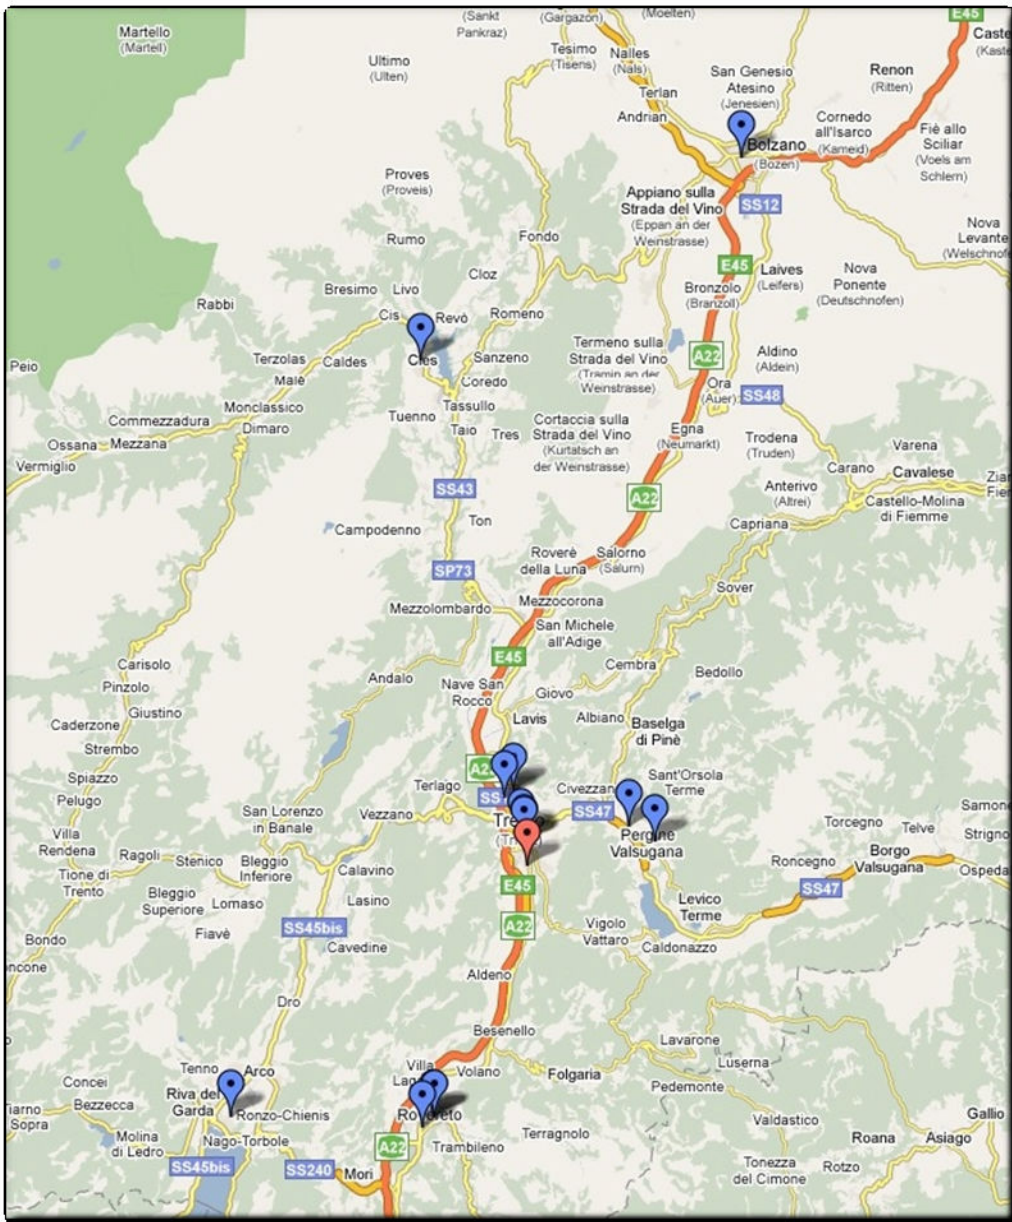 (Sankt
Pankraz)
(Gargazon)
(Moelten)
E45
Martello
(Martell)
Tesimo
(Tisens)
Nalles
(Nals)
Caste
(Kaste
Ultimo
(Ulten)
San Genesio
Atesino
(Jenesien)
Renon
(Ritten)
Terlan
Andrian
Cornedo
all'Isarco
(Kameid)
Bolzano
(Bozen)
Fiè allo
Sciliar
(Voels am
Schlern)
Proves
(Proveis)
Appiano sulla
Strada del Vino
(Eppan an der
Weinstrasse)
SS12
Rumo
Fondo
Nova
Levante
(Welschnofe
E45
Cloz
Laives
(Leifers)
Nova
Ponente
(Deutschnofen)
Bresimo
Livo
Bronzolo
(Branzoll)
Rabbi
Cis
Revò
Romeno
Peio
Terzolas
Caldes
Cles
Sanzeno
Termeno sulla
Strada del Vino
(Tramin an der
Weinstrasse)
A22
Aldino
(Aldein)
Malè
Coredo
Ora
(Auer)
SS48
Monclassico
Tassullo
Tuenno
Commezzadura
Dimaro
Taio
Tres
Cortaccia sulla
Strada del Vino
(Kurtatsch an
der Weinstrasse)
Egna
(Neumarkt)
Trodena
(Truden)
Varena
Ossana
Mezzana
Vermiglio
Carano
Cavalese
Zia
Fie
SS43
A22
Anterivo
(Altrei)
Castello-Molina
di Fiemme
Campodenno
Ton
Capriana
Roverè
della Luna
Salorno
(Salurn)
SP73
Sover
Mezzolombardo
Mezzocorona
San Michele
all'Adige
Carisolo
E45
Cembra
Bedollo
Pinzolo
Andalo
Nave San
Rocco
Giovo
Giustino
Caderzone
Lavis
Albiano
Baselga
di Pinè
Strembo
Spiazzo
A2
Sant'Orsola
Terme
Pelugo
Terlago
SS
Civezzan
SS47
San Lorenzo
in Banale
Vezzano
Tre
Samone
Villa
Rendena
Pergine
Valsugana
Torcegno
Telve
Strigno
Ragoli
Stenico
Bleggio
Inferiore
Calavino
Roncegno
Borgo
Valsugana
Ospeda
Tione di
Trento
E45
SS47
Bleggio
Superiore
Lomaso
Lasino
Levico
Terme
Fiavè
SS45bis
A22
Vigolo
Vattaro
Bondo
Cavedine
Caldonazzo
ncone
Aldeno
Dro
Besenello
Lavarone
Tenno
Arco
Villa
Volano
Folgaria
Luserna
Concei
Riva del
Garda
Pedemonte
iarno
Sopra
Bezzecca
Ronzo-Chienis
Valdastico
Gallio
Molina
di Ledro
Nago-Torbole
A22
Trambileno
Terragnolo
Roana
Asiago
SS45bis
SS240
Mori
Tonezza
del Cimone
Rotzo